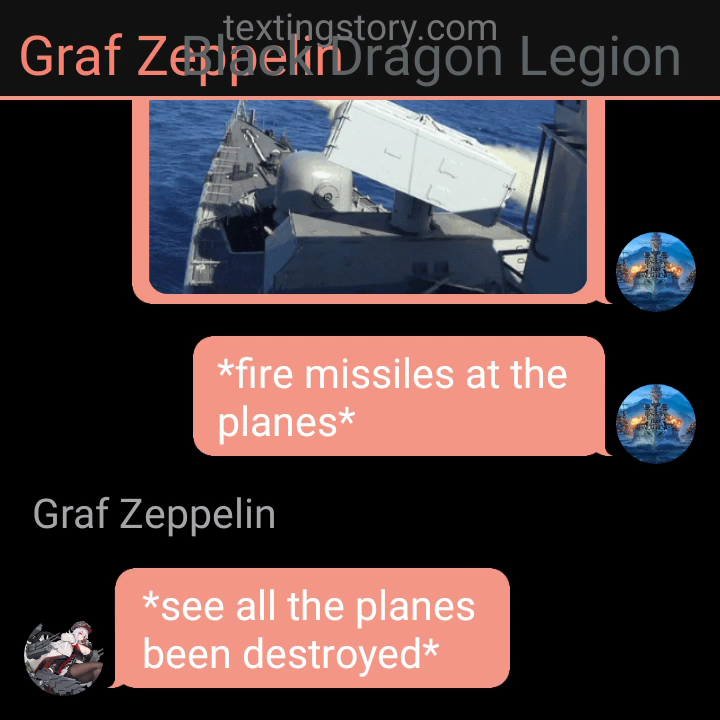 textingstory.com
Graf Zeppelin
Black Dragon Legion
*fire missiles at the
planes*
Graf Zeppelin
*see all the planes
been destroyed*